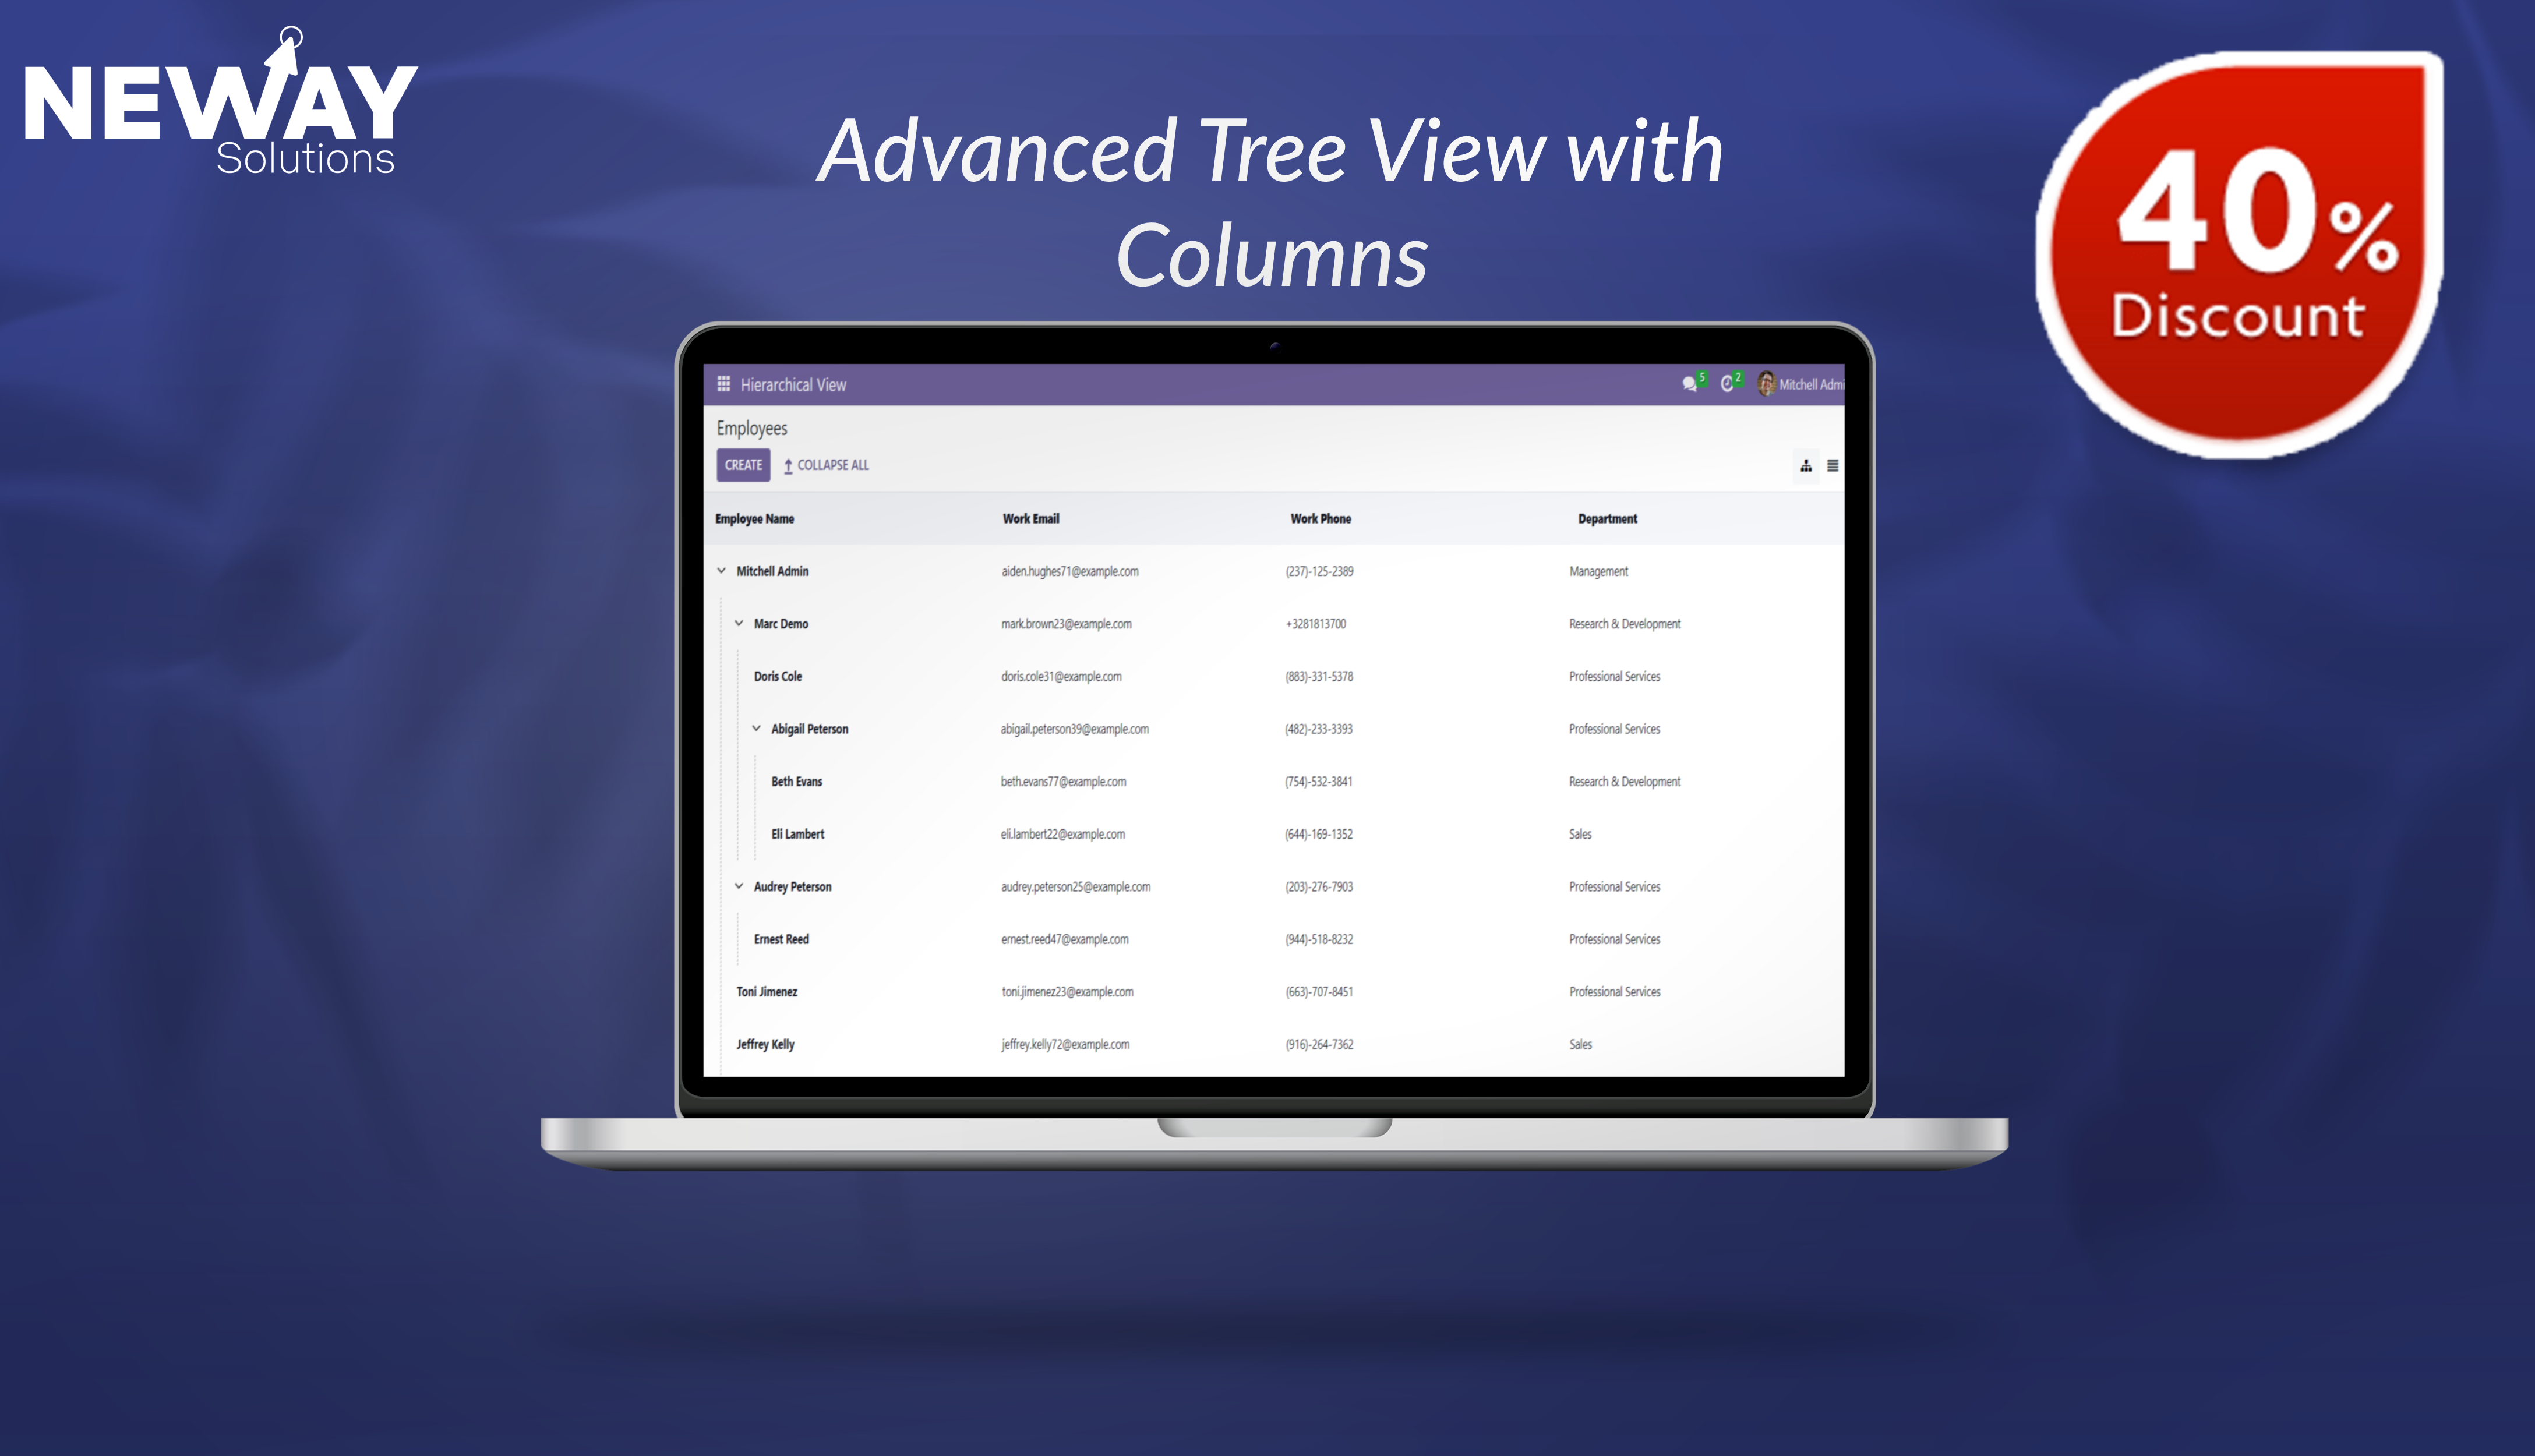 NEWAY
Solutions
Advanced Tree View with
Columns
40%
Discount
Hierarchical View 5 2 Mitchell Admi
Employees
CREATE COLLAPSE ALL
Employee Name Work Email Work Phone Department
Mitchell Admin aiden.hughes71@example.com (237)-125-2389 Management
Marc Demo mark.brown23@example.com +3281813700 Research & Development
Doris Cole doris.cole31@example.com (883)-331-5378 Professional Services
Abigail Peterson abigail.peterson39@example.com (482)-233-3393 Professional Services
Beth Evans beth.evans77@example.com (754)-532-3841 Research & Development
Eli Lambert eli.lambert22@example.com (644)-169-1352 Sales
Audrey Peterson audrey.peterson25@example.com (203)-276-7903 Professional Services
Ernest Reed ernest.reed47@example.com (944)-518-8232 Professional Services
Toni Jimenez toni.jimenez23@example.com (663)-707-8451 Professional Services
Jeffrey Kelly jeffrey.kelly72@example.com (916)-264-7362 Sales